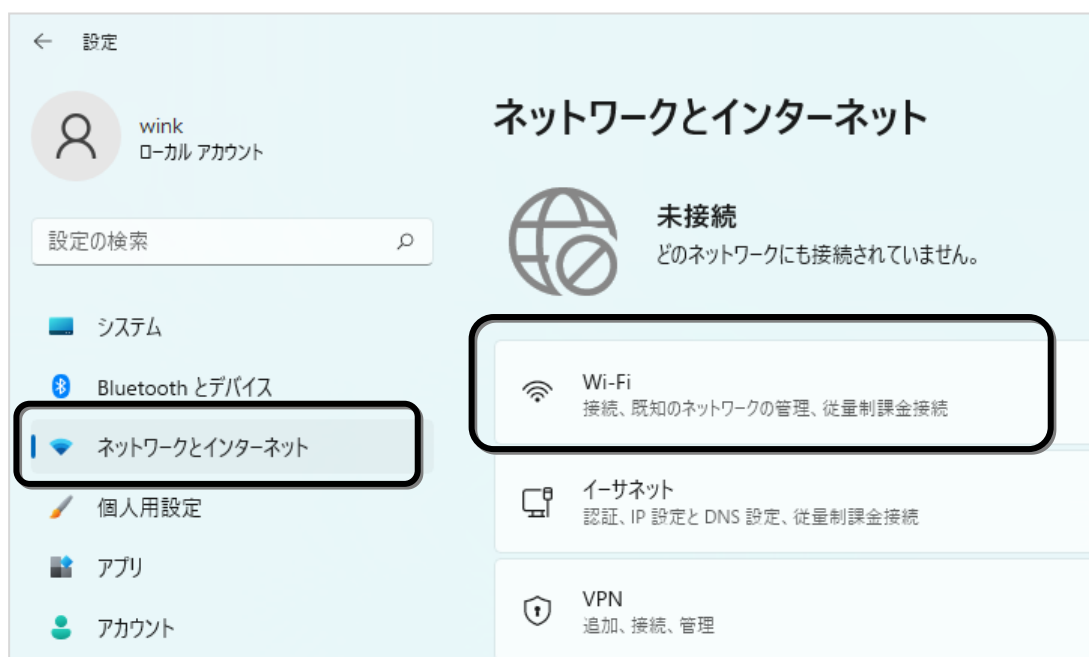 設定
wink
ローカル アカウント
設定の検索
システム
Bluetooth とデバイス
ネットワークとインターネット
個人用設定
アプリ
アカウント
ネットワークとインターネット
未接続
どのネットワークにも接続されていません。
Wi-Fi
接続、既知のネットワークの管理、従量制課金接続
イーサネット
認証、IP 設定と DNS 設定、従量制課金接続
VPN
追加、接続、管理